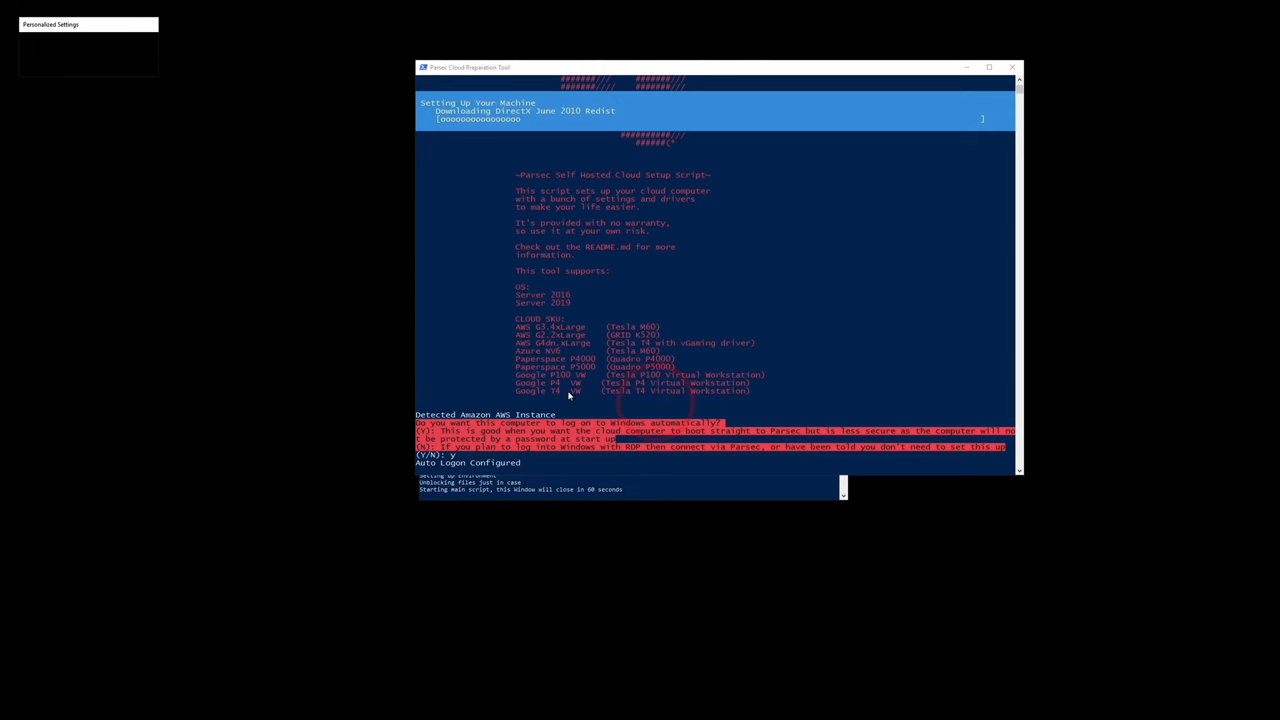 Personalized Settings
Parsec Cloud Preparation Tool
#######/// #######///
#######//// #######///
Setting Up Your Machine
Downloading DirectX June 2010 Redist
[oooooooooooooooo ]
##########///
######(*
~Parsec Self Hosted Cloud Setup Script~
This script sets up your cloud computer
with a bunch of settings and drivers
to make your life easier.
It's provided with no warranty,
so use it at your own risk.
Check out the README.md for more
information.
This tool supports:
OS:
Server 2016
Server 2019
CLOUD SKU:
AWS G3.4xLarge (Tesla M60)
AWS G2.2xLarge (GRID K520)
AWS G4dn.xLarge (Tesla T4 with vGaming driver)
Azure NV6 (Tesla M60)
Paperspace P4000 (Quadro P4000)
Paperspace P5000 (Quadro P5000)
Google P100 VW (Tesla P100 Virtual Workstation)
Google P4 VW (Tesla P4 Virtual Workstation)
Google T4 VW (Tesla T4 Virtual Workstation)
Detected Amazon AWS Instance
Do you want this computer to log on to Windows automatically?
(Y): This is good when you want the cloud computer to boot straight to Parsec but is less secure as the computer will no
t be protected by a password at start up
(N): If you plan to log into Windows with RDP then connect via Parsec, or have been told you don't need to set this up
(Y/N): y
Auto Logon Configured
Setting up Environment
Unblocking files just in case
Starting main script, this Window will close in 60 seconds